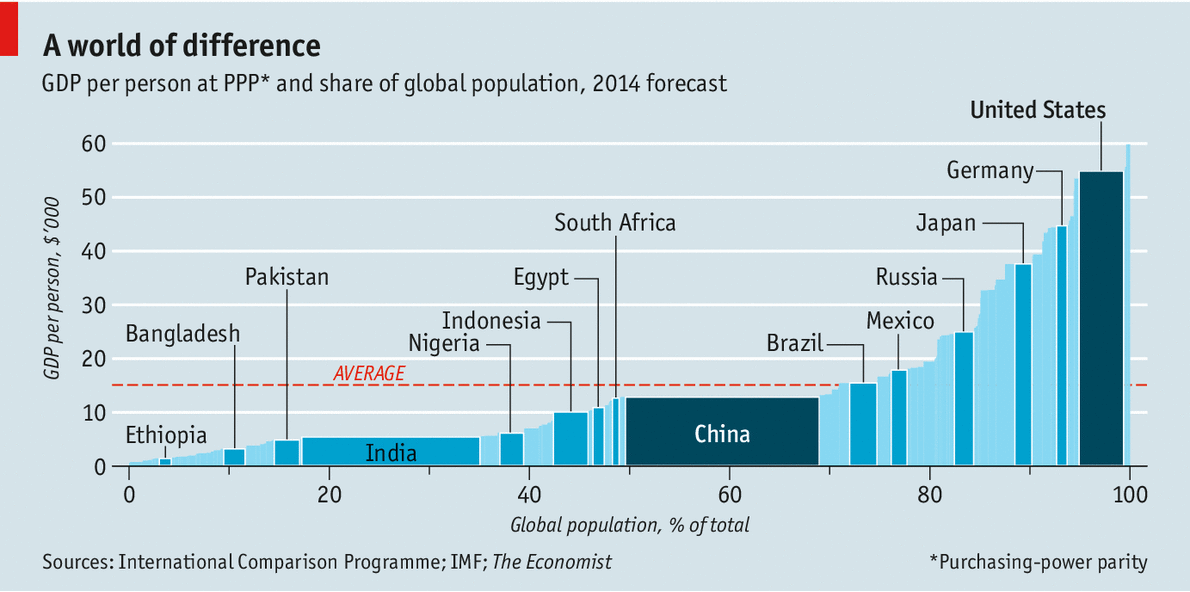 A world of difference
GDP per person at PPP* and share of global population, 2014 forecast
United States
Germany
Japan
Russia
Mexico
Brazil
South Africa
Egypt
Indonesia
Nigeria
Pakistan
Bangladesh
Ethiopia
AVERAGE
India
China
GDP per person, $'000
60
50
40
30
20
10
0
0
20
40
60
80
100
Global population, % of total
Sources: International Comparison Programme; IMF; The Economist
*Purchasing-power parity